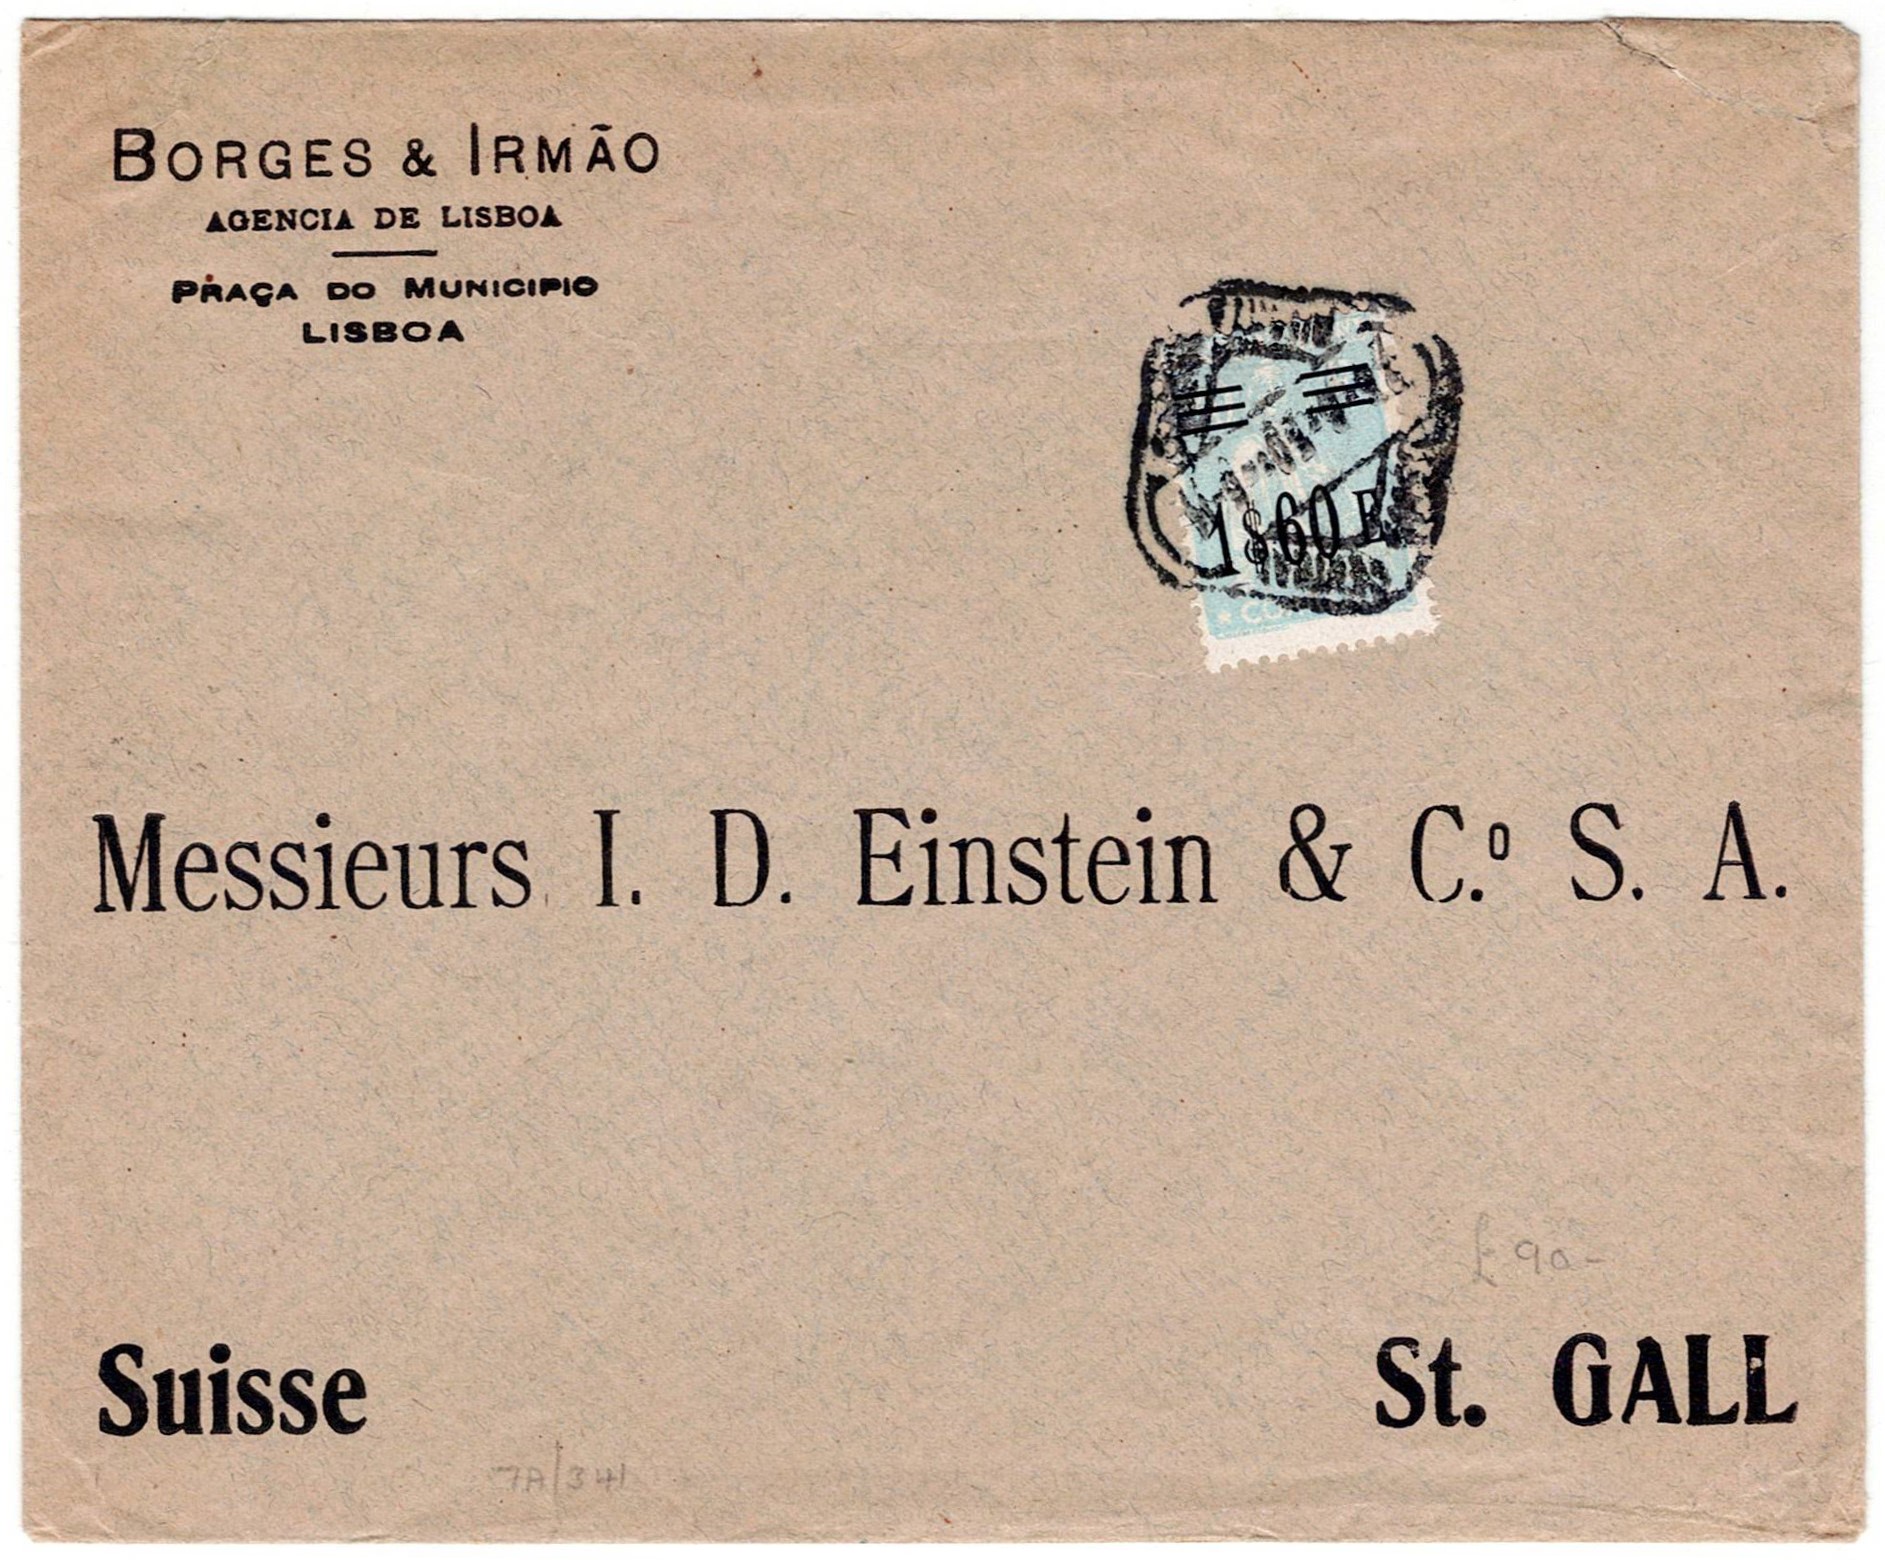 BORGES & IRMÃO
AGENCIA DE LISBOA
PRAÇA DO MUNICIPIO
LISBOA
1$60 E
Messieurs I. D. Einstein & C.º S. A.
£ 90-
Suisse St. GALL
7A/341